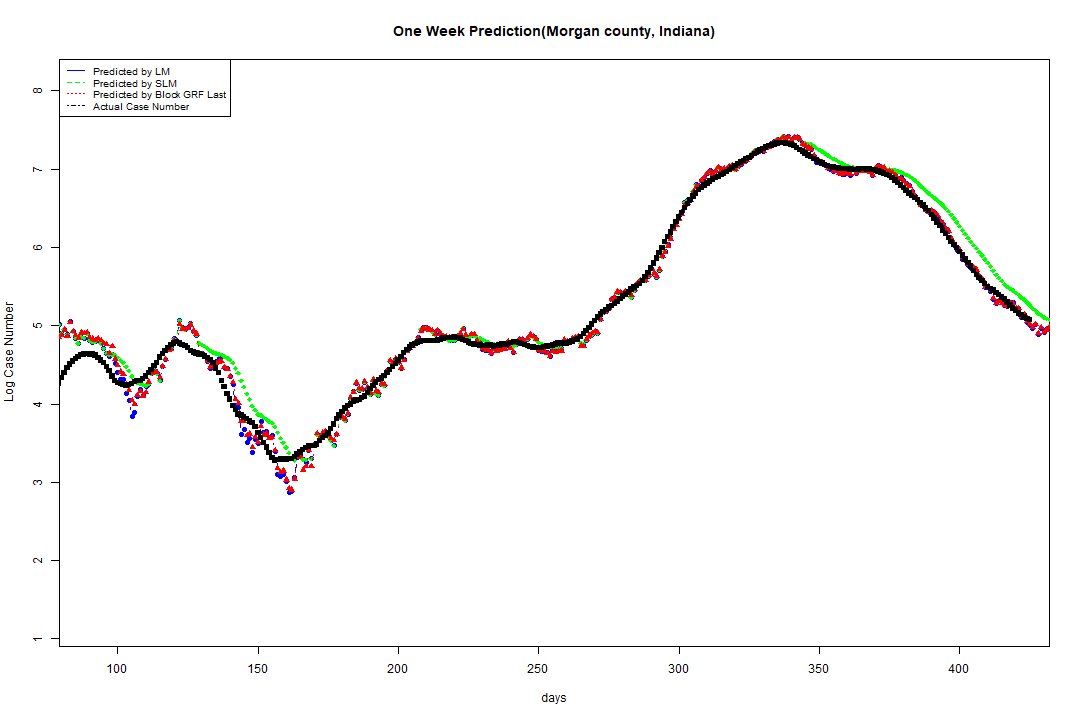 One Week Prediction(Morgan county, Indiana)
Predicted by LM
Predicted by SLM
Predicted by Block GRF Last
Actual Case Number
8
7
6
5
4
3
2
1
Log Case Number
100 150 200 250 300 350 400
days